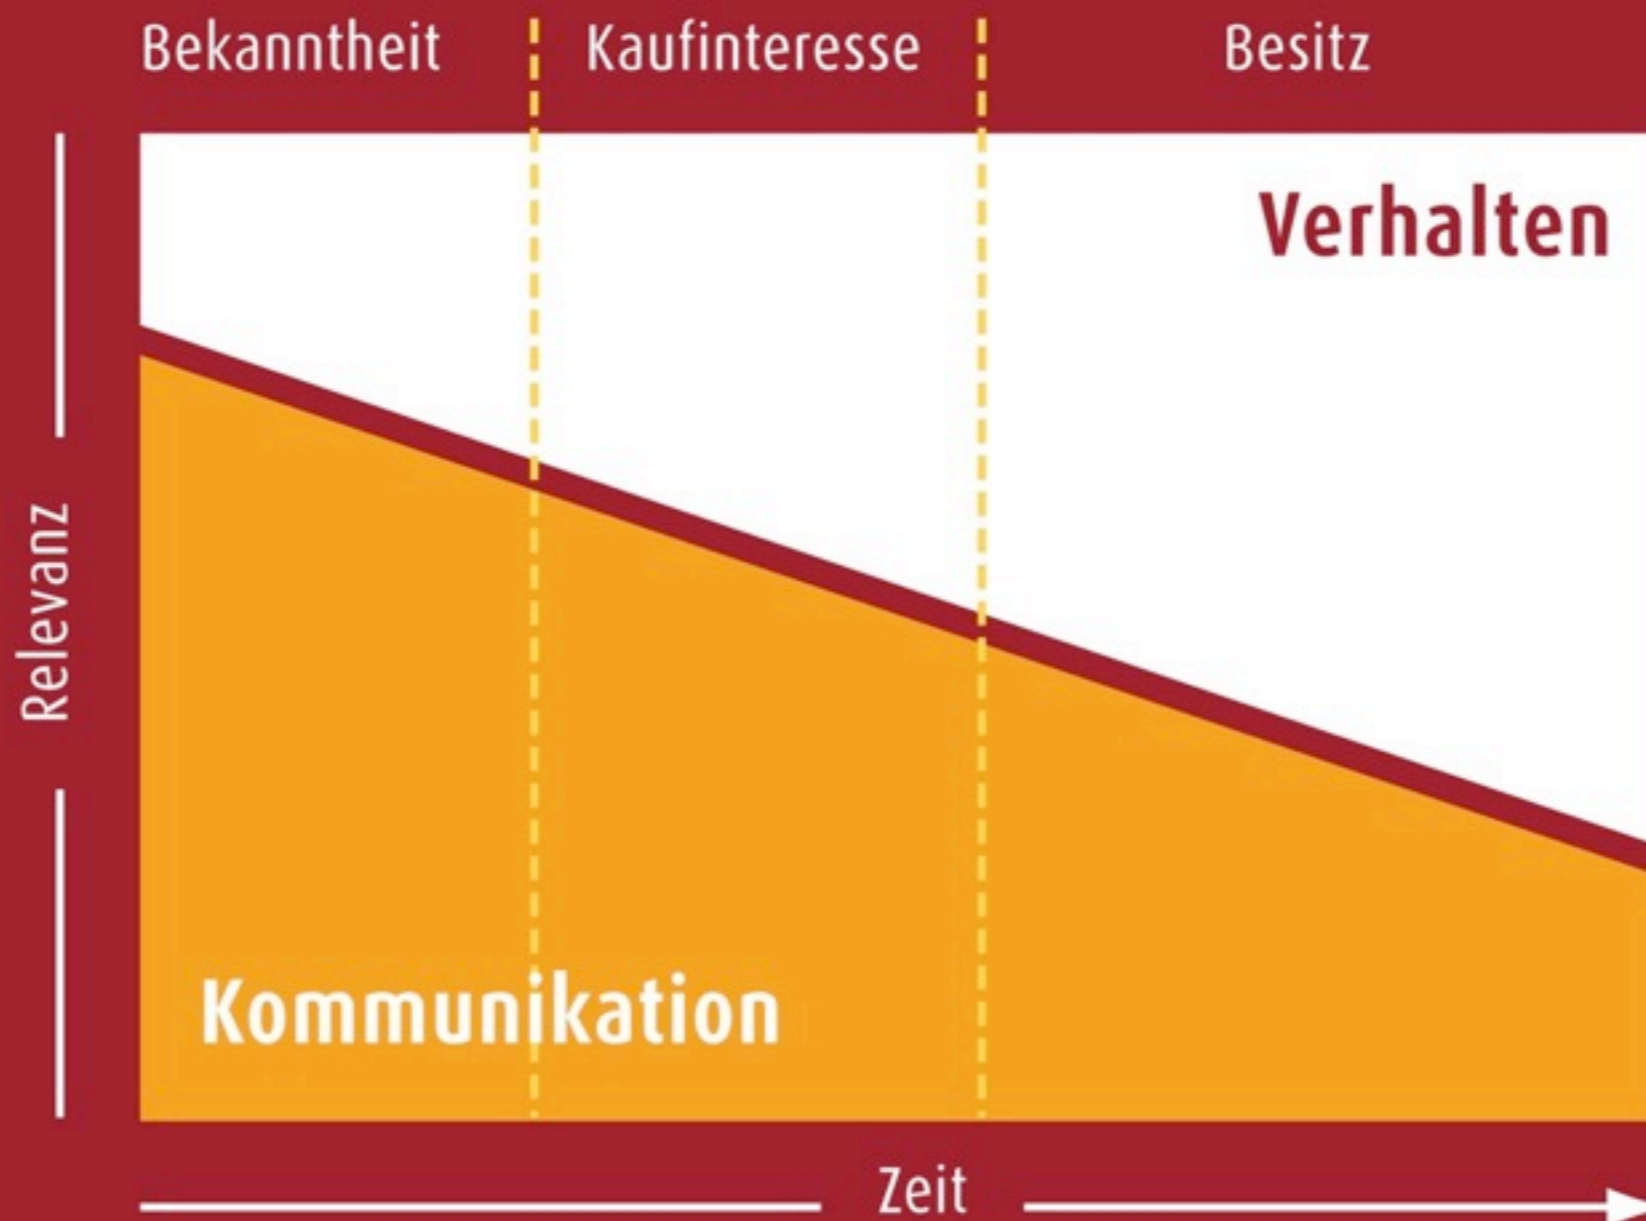 Bekanntheit
Kaufinteresse
Besitz
Verhalten
Relevanz
Kommunikation
Zeit